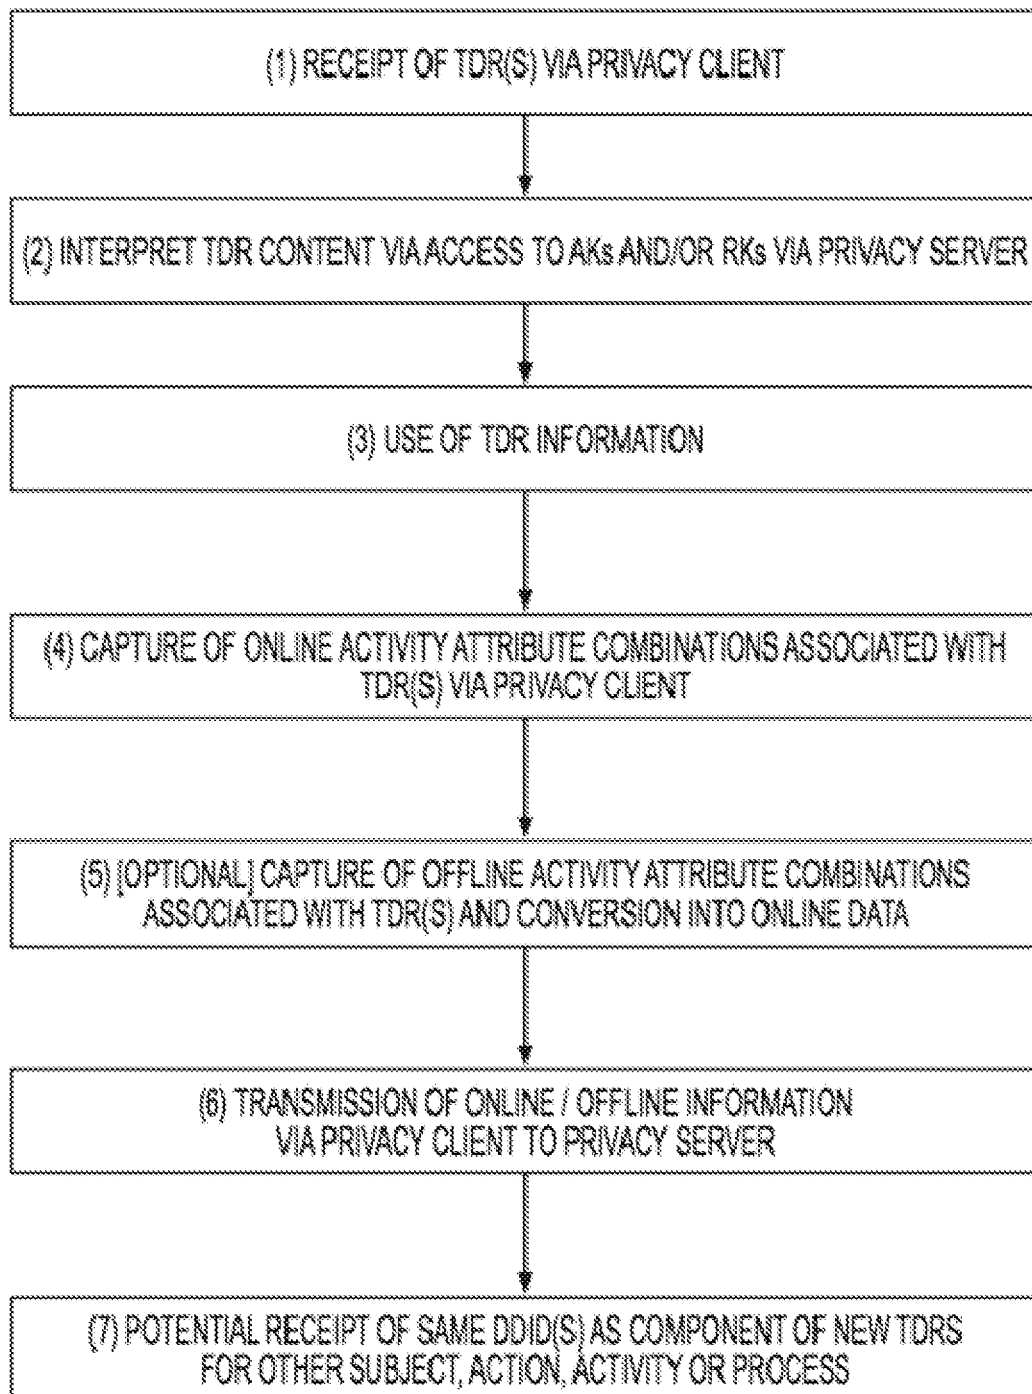 (1) RECEIPT OF TDR(S) VIA PRIVACY CLIENT
(2) INTERPRET TDR CONTENT VIA ACCESS TO AKs AND/OR RKs VIA PRIVACY SERVER
(3) USE OF TDR INFORMATION
(4) CAPTURE OF ONLINE ACTIVITY ATTRIBUTE COMBINATIONS ASSOCIATED WITH
TDR(S) VIA PRIVACY CLIENT
(5) [OPTIONAL] CAPTURE OF OFFLINE ACTIVITY ATTRIBUTE COMBINATIONS
ASSOCIATED WITH TDR(S) AND CONVERSION INTO ONLINE DATA
(6) TRANSMISSION OF ONLINE / OFFLINE INFORMATION
VIA PRIVACY CLIENT TO PRIVACY SERVER
(7) POTENTIAL RECEIPT OF SAME DDID(S) AS COMPONENT OF NEW TDRS
FOR OTHER SUBJECT, ACTION, ACTIVITY OR PROCESS